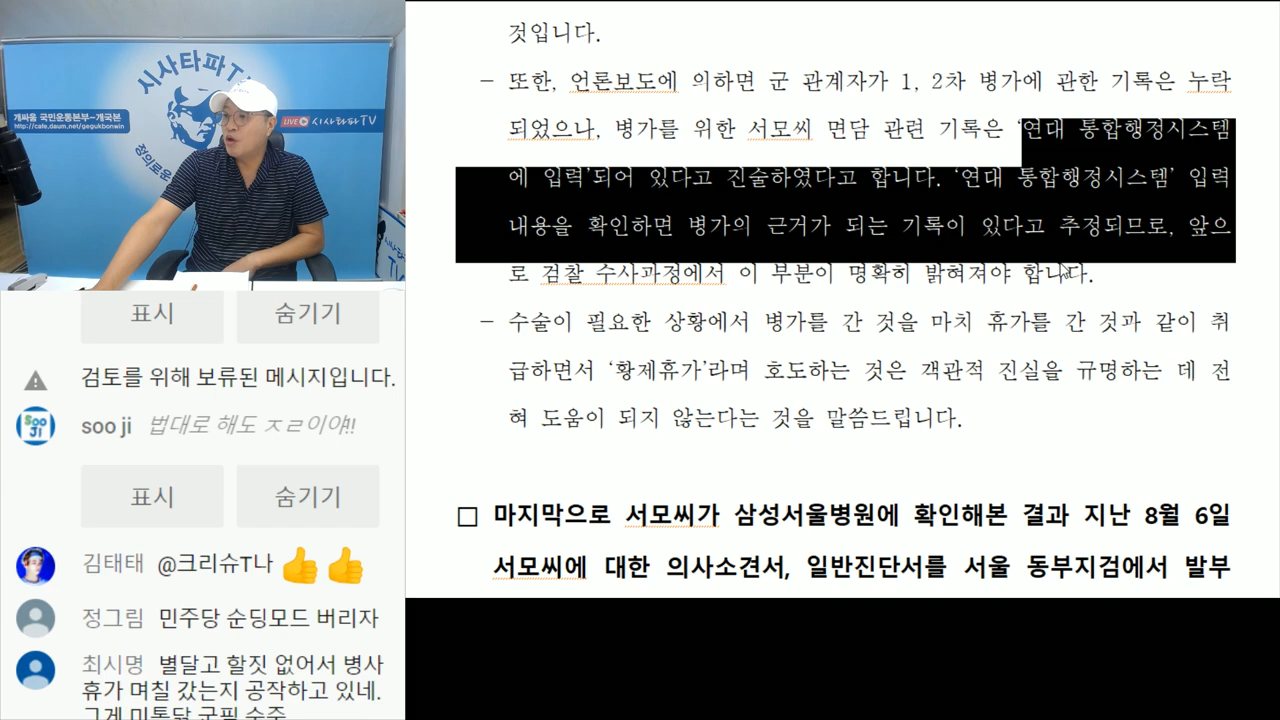 시사타파T
개싸움 국민운동본부-개국본
http://cafe.daum.net/gegukbonwin
LIVE 시사타파TV
정의로운
표시 숨기기
검토를 위해 보류된 메시지입니다.
soo ji 법대로 해도 ㅈㄹ이야!!
표시 숨기기
김태태 @크리슈T나 👍👍
정그림 민주당 순딩모드 버리자
최시명 별달고 할짓 없어서 병사
휴가 며칠 갔는지 공작하고 있네.
그게 미통닭 군필 수준
것입니다.
– 또한, 언론보도에 의하면 군 관계자가 1, 2차 병가에 관한 기록은 누락
되었으나, 병가를 위한 서모씨 면담 관련 기록은 '연대 통합행정시스템
에 입력'되어 있다고 진술하였다고 합니다. '연대 통합행정시스템' 입력
내용을 확인하면 병가의 근거가 되는 기록이 있다고 추정되므로, 앞으
로 검찰 수사과정에서 이 부분이 명확히 밝혀져야 합니다.
– 수술이 필요한 상황에서 병가를 간 것을 마치 휴가를 간 것과 같이 취
급하면서 '황제휴가'라며 호도하는 것은 객관적 진실을 규명하는 데 전
혀 도움이 되지 않는다는 것을 말씀드립니다.
□ 마지막으로 서모씨가 삼성서울병원에 확인해본 결과 지난 8월 6일
서모씨에 대한 의사소견서, 일반진단서를 서울 동부지검에서 발부